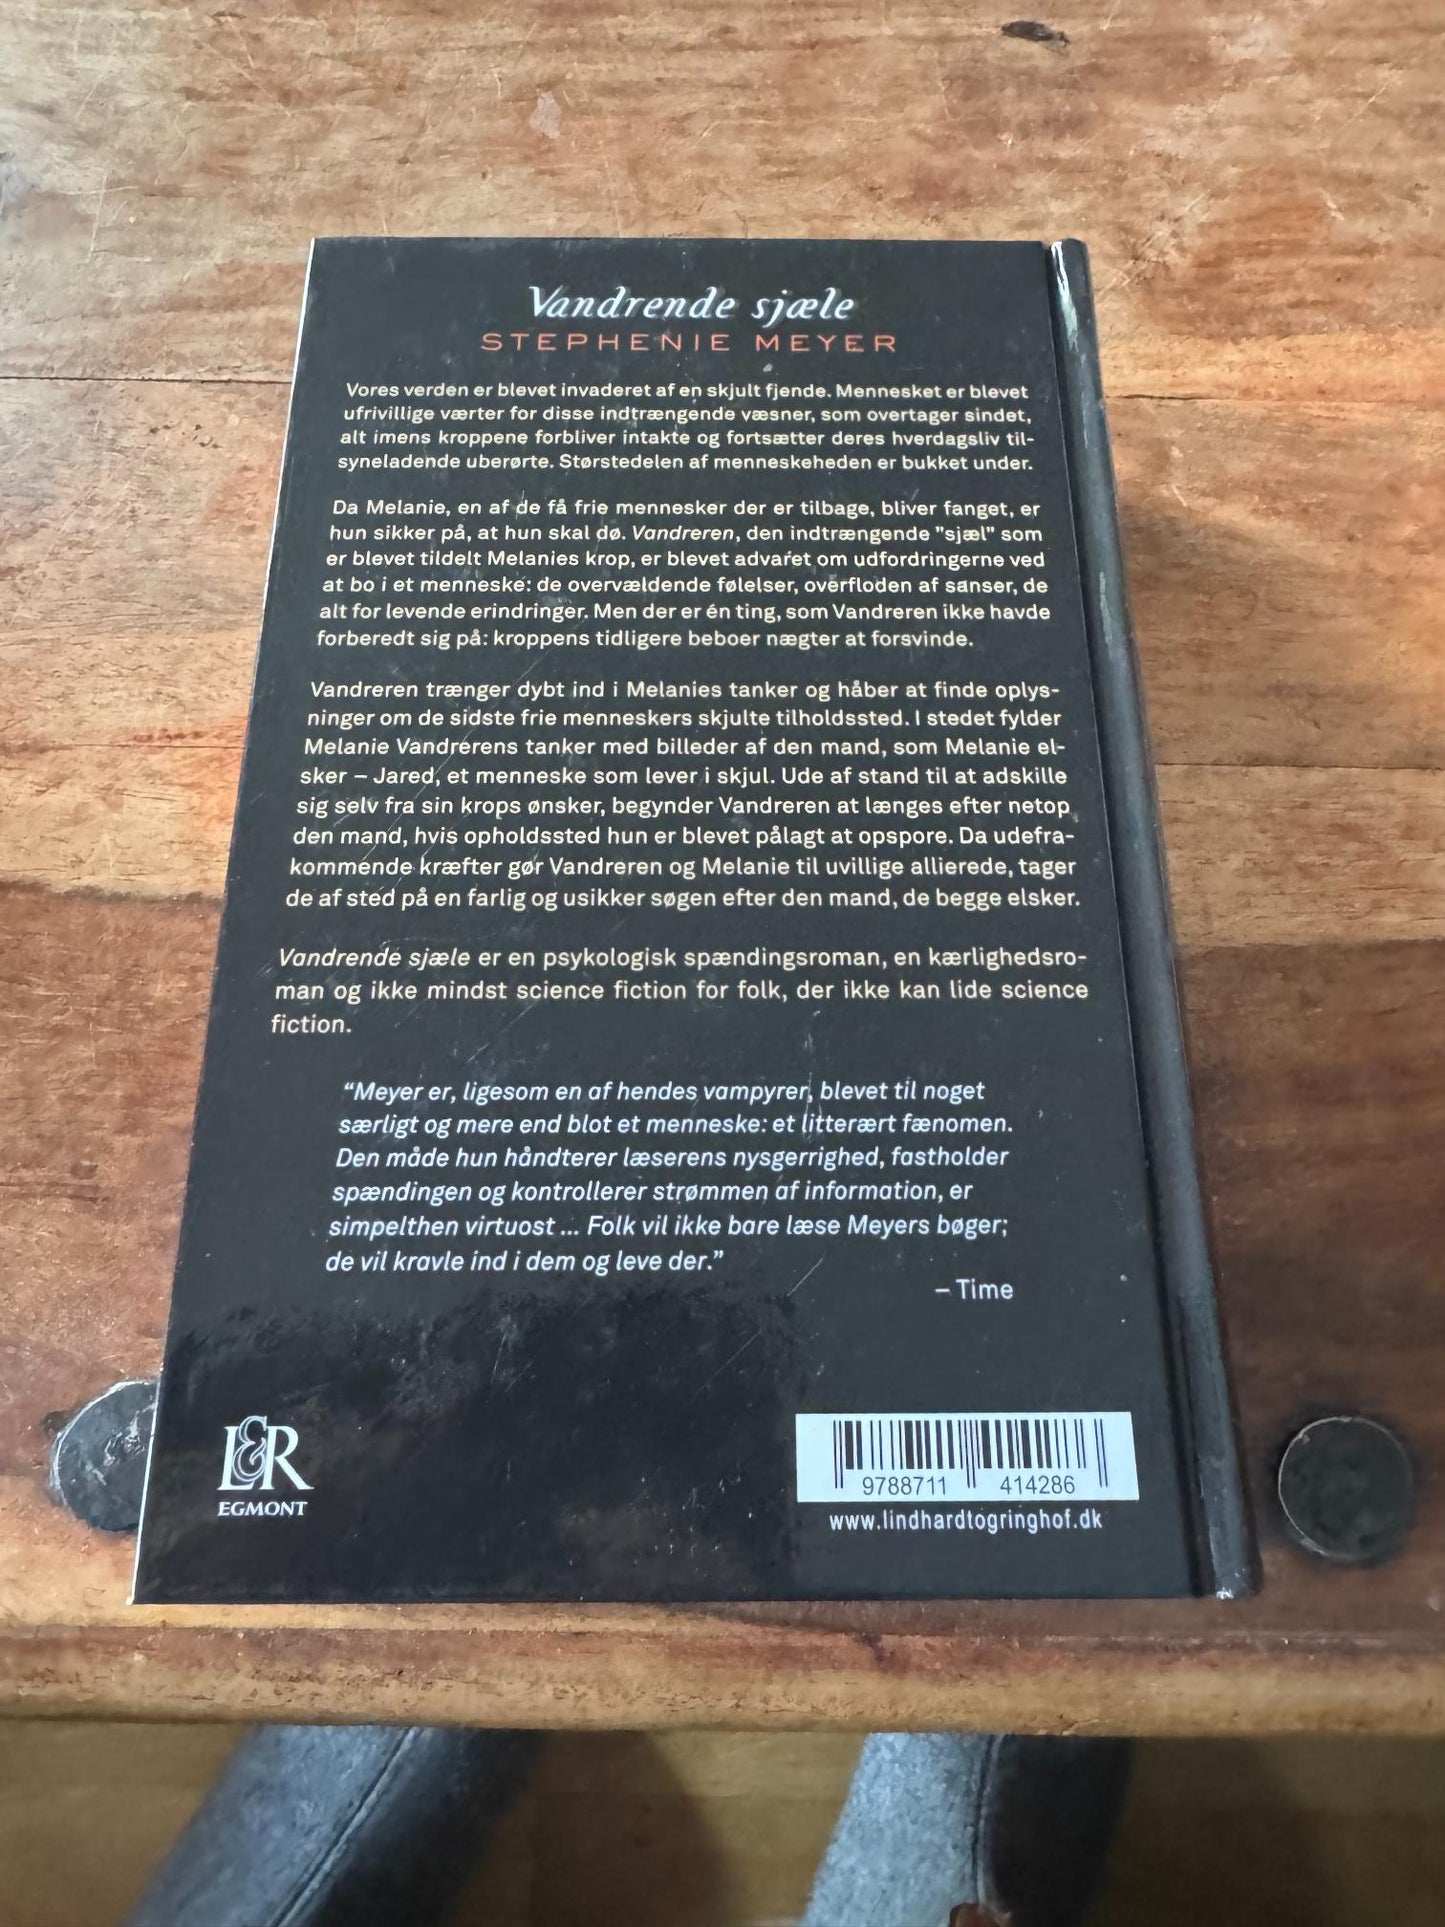 Vandrende sjæle
STEPHENIE MEYER
Vores verden er blevet invaderet af en skjult fjende. Mennesket er blevet
ufrivillige værter for disse indtrængende væsner, som overtager sindet,
alt imens kroppene forbliver intakte og fortsætter deres hverdagsliv til-
syneladende uberørte. Størstedelen af menneskeheden er bukket under.
Da Melanie, en af de få frie mennesker der er tilbage, bliver fanget, er
hun sikker på, at hun skal dø. Vandreren, den indtrængende "sjæl" som
er blevet tildelt Melanies krop, er blevet advaret om udfordringerne ved
at bo i et menneske: de overvældende følelser, overfloden af sanser, de
alt for levende erindringer. Men der er én ting, som Vandreren ikke havde
forberedt sig på: kroppens tidligere beboer nægter at forsvinde.
Vandreren trænger dybt ind i Melanies tanker og håber at finde oplys-
ninger om de sidste frie menneskers skjulte tilholdssted. I stedet fylder
Melanie Vandrerens tanker med billeder af den mand, som Melanie el-
sker – Jared, et menneske som lever i skjul. Ude af stand til at adskille
sig selv fra sin krops ønsker, begynder Vandreren at længes efter netop
den mand, hvis opholdssted hun er blevet pålagt at opspore. Da udefra-
kommende kræfter gør Vandreren og Melanie til uvillige allierede, tager
de af sted på en farlig og usikker søgen efter den mand, de begge elsker.
Vandrende sjæle er en psykologisk spændingsroman, en kærlighedsro-
man og ikke mindst science fiction for folk, der ikke kan lide science
fiction.
“Meyer er, ligesom en af hendes vampyrer, blevet til noget
særligt og mere end blot et menneske: et litterært fænomen.
Den måde hun håndterer læserens nysgerrighed, fastholder
spændingen og kontrollerer strømmen af information, er
simpelthen virtuost ... Folk vil ikke bare læse Meyers bøger;
de vil kravle ind i dem og leve der.”
– Time
L&R
EGMONT
9788711 414286
www.lindhardtogringhof.dk